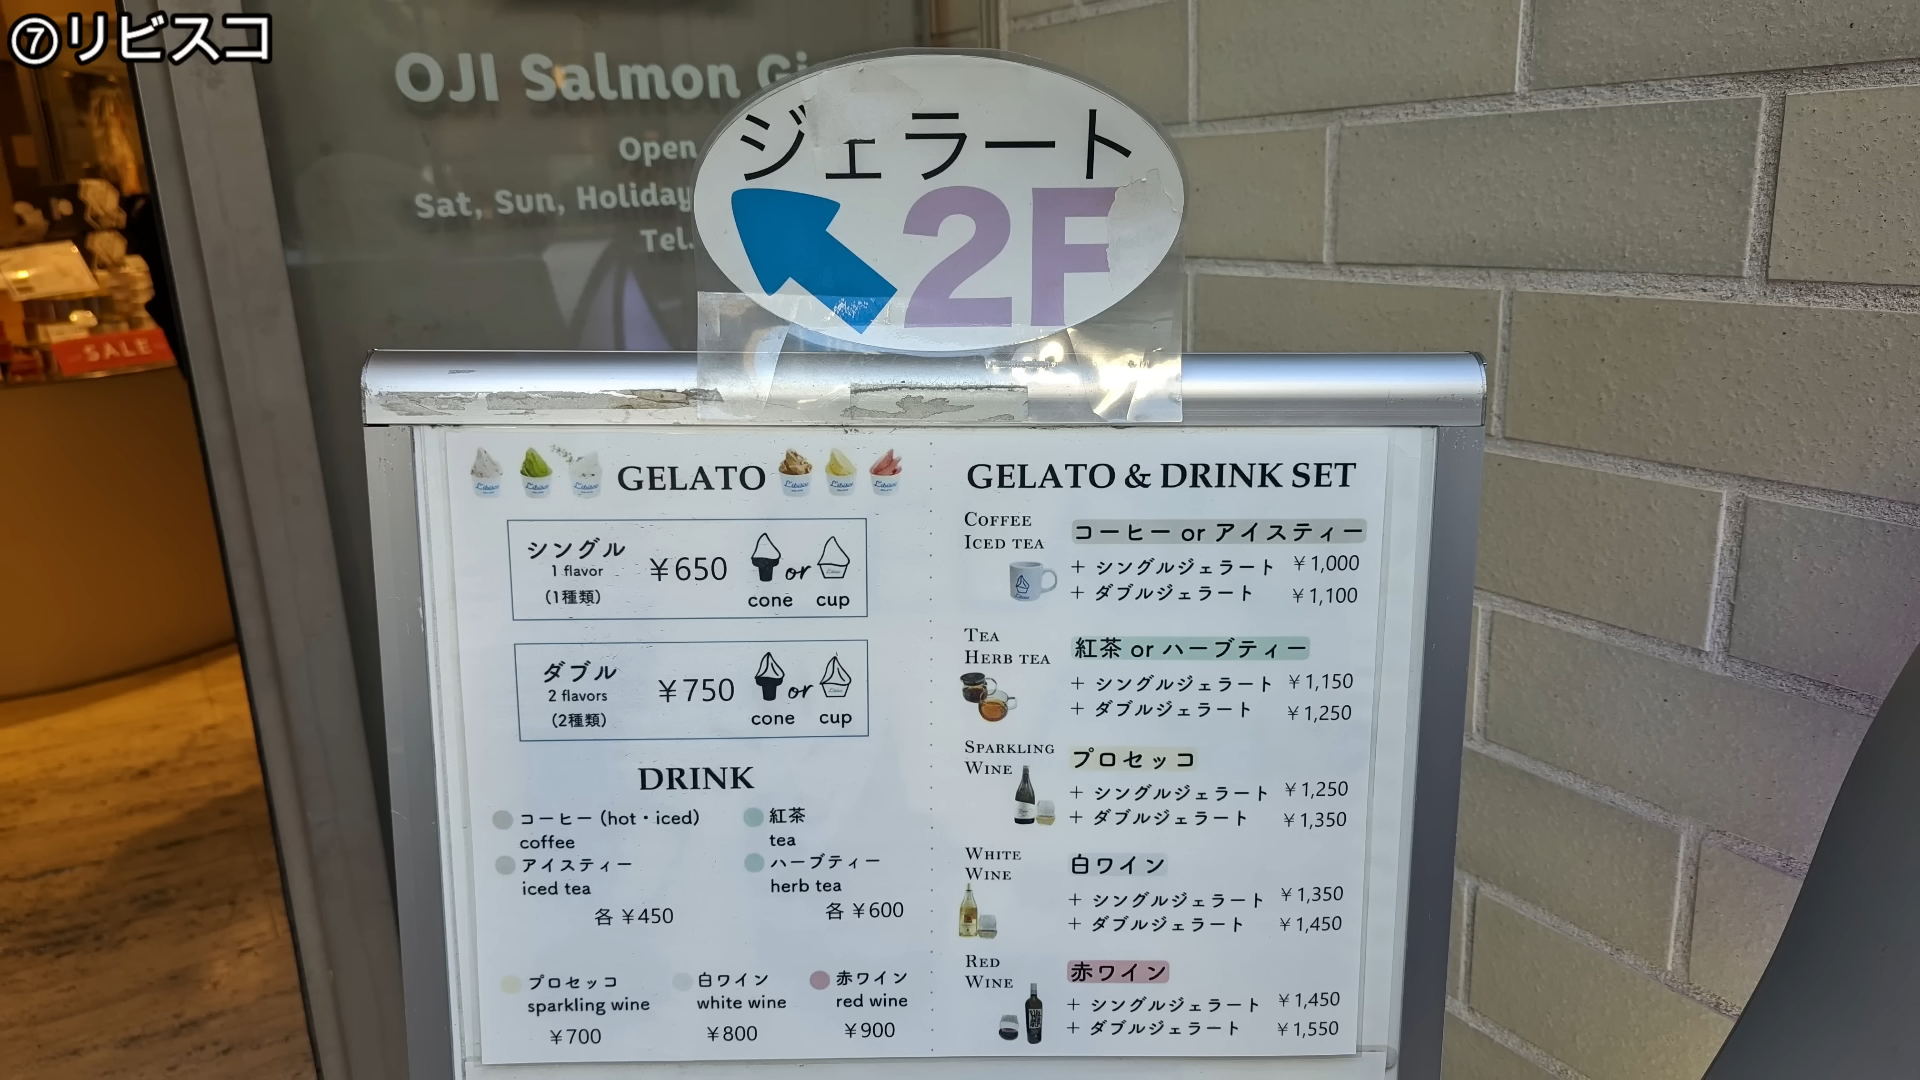 ⑦リビスコ
OJI Salmon
Open
Sat, Sun, Holiday
Tel.
ジェラート
2F
SALE
GELATO
シングル
1 flavor
(1種類)
￥650
or
cone cup
ダブル
2 flavors
(2種類)
￥750
or
cone cup
DRINK
コーヒー (hot・iced)
coffee
アイスティー
iced tea
各 ￥450
紅茶
tea
ハーブティー
herb tea
各 ￥600
プロセッコ
sparkling wine
￥700
白ワイン
white wine
￥800
赤ワイン
red wine
￥900
GELATO & DRINK SET
COFFEE
ICED TEA
コーヒー or アイスティー
+ シングルジェラート ￥1,000
+ ダブルジェラート ￥1,100
TEA
HERB TEA
紅茶 or ハーブティー
+ シングルジェラート ￥1,150
+ ダブルジェラート ￥1,250
SPARKLING
WINE
プロセッコ
+ シングルジェラート ￥1,250
+ ダブルジェラート ￥1,350
WHITE
WINE
白ワイン
+ シングルジェラート ￥1,350
+ ダブルジェラート ￥1,450
RED
WINE
赤ワイン
+ シングルジェラート ￥1,450
+ ダブルジェラート ￥1,550